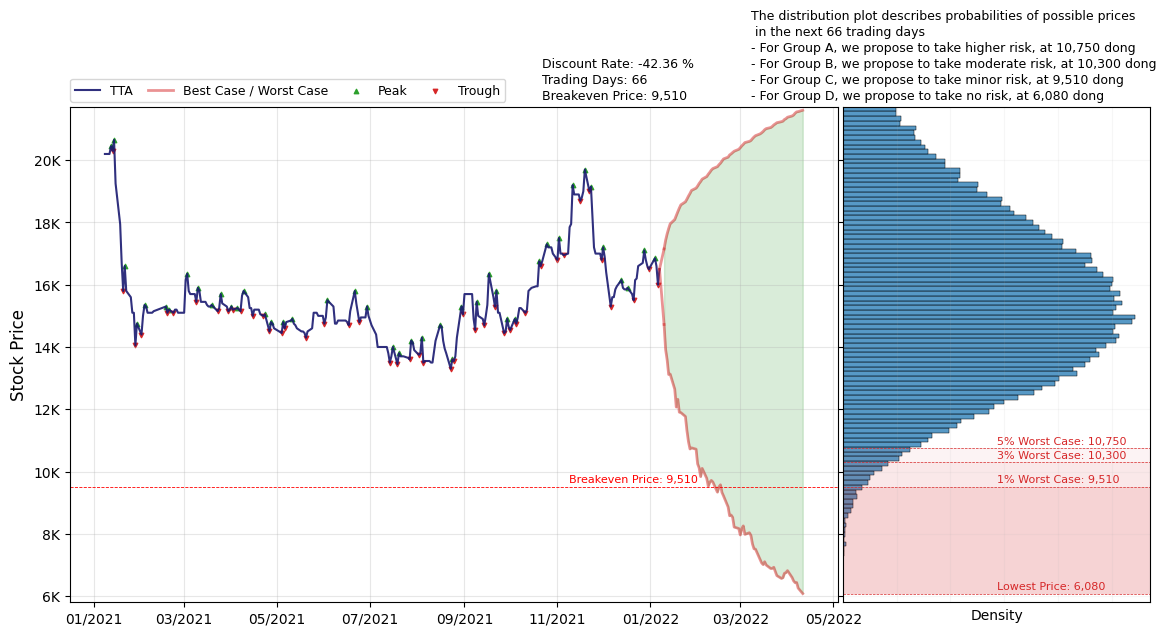 The distribution plot describes probabilities of possible prices
in the next 66 trading days
- For Group A, we propose to take higher risk, at 10,750 dong
- For Group B, we propose to take moderate risk, at 10,300 dong
- For Group C, we propose to take minor risk, at 9,510 dong
- For Group D, we propose to take no risk, at 6,080 dong
Discount Rate: -42.36 %
Trading Days: 66
Breakeven Price: 9,510
TTA
Best Case / Worst Case
Peak
Trough
Stock Price
20K
18K
16K
14K
12K
10K
8K
6K
Breakeven Price: 9,510
5% Worst Case: 10,750
3% Worst Case: 10,300
1% Worst Case: 9,510
Lowest Price: 6,080
01/2021
03/2021
05/2021
07/2021
09/2021
11/2021
01/2022
03/2022
05/2022
Density